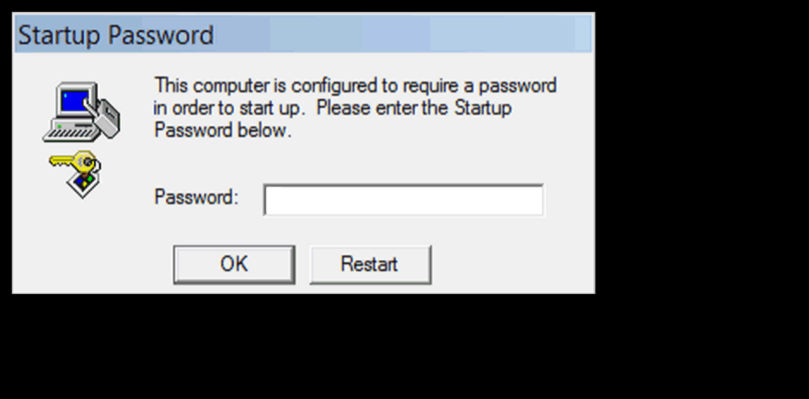 Startup Password
This computer is configured to require a password
in order to start up.  Please enter the Startup
Password below.
Password:
OK
Restart